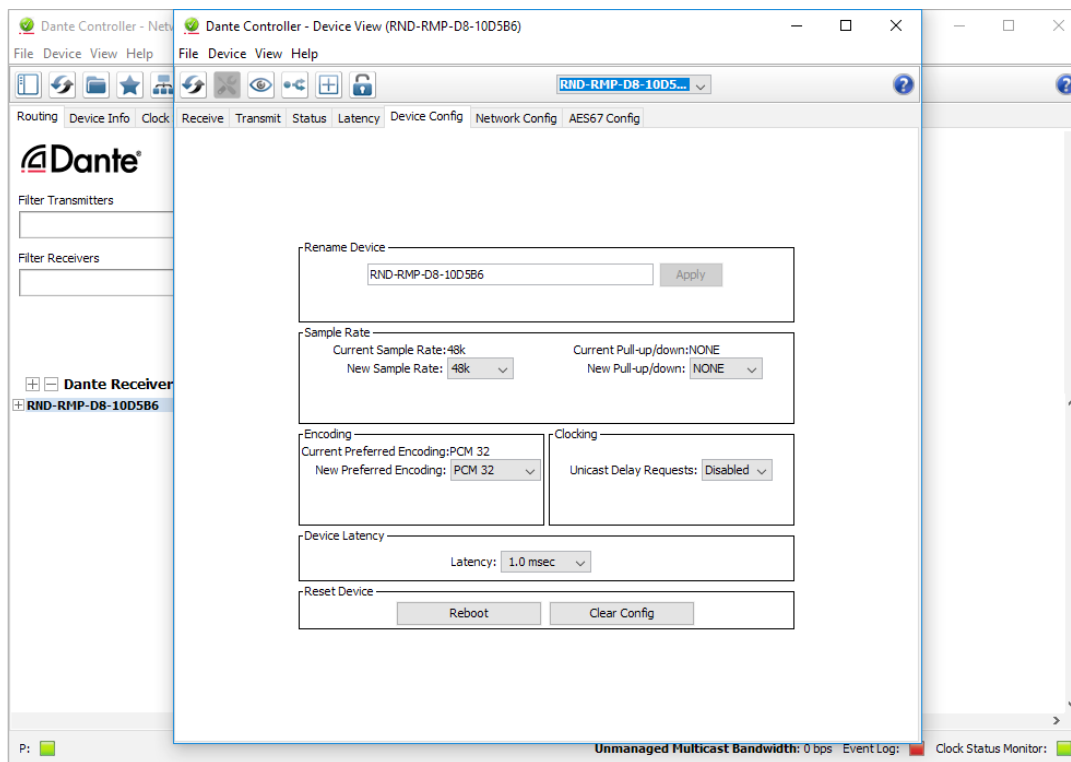 Dante Controller - Netw
File Device View Help
Routing Device Info Clock
Dante®
Filter Transmitters
Filter Receivers
Dante Receiver
RND-RMP-D8-10D5B6
P:
Dante Controller - Device View (RND-RMP-D8-10D5B6)
File Device View Help
RND-RMP-D8-10D5...
Receive Transmit Status Latency Device Config Network Config AES67 Config
Rename Device
RND-RMP-D8-10D5B6 Apply
Sample Rate
Current Sample Rate:48k Current Pull-up/down:NONE
New Sample Rate: 48k New Pull-up/down: NONE
Encoding Clocking
Current Preferred Encoding:PCM 32
New Preferred Encoding: PCM 32 Unicast Delay Requests: Disabled
Device Latency
Latency: 1.0 msec
Reset Device
Reboot Clear Config
Unmanaged Multicast Bandwidth: 0 bps Event Log: Clock Status Monitor: